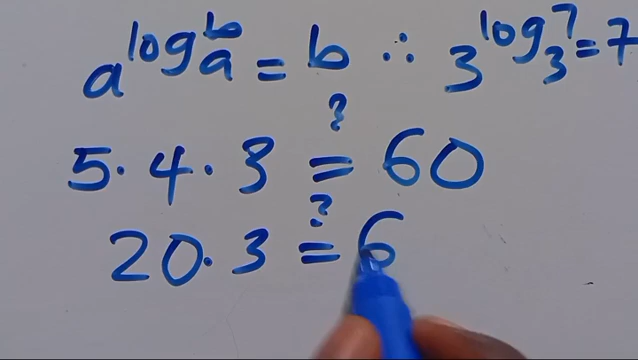 a^log_a^b = b ∴ 3^log_3^7 = 7
5·4·3 =? 60
20·3 =? 6